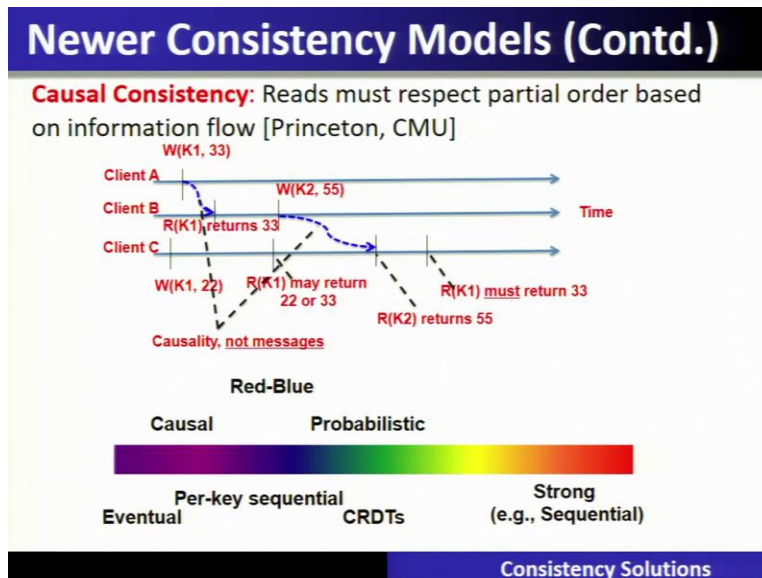 Newer Consistency Models (Contd.)
Causal Consistency: Reads must respect partial order based
on information flow [Princeton, CMU]
W(K1, 33)
Client A
W(K2, 55)
Client B
Time
R(K1) returns 33
Client C
W(K1, 22)
R(K1) may return
22 or 33
R(K1) must return 33
R(K2) returns 55
Causality, not messages
Red-Blue
Causal
Probabilistic
Per-key sequential
Strong
Eventual
CRDTs
(e.g., Sequential)
Consistency Solutions